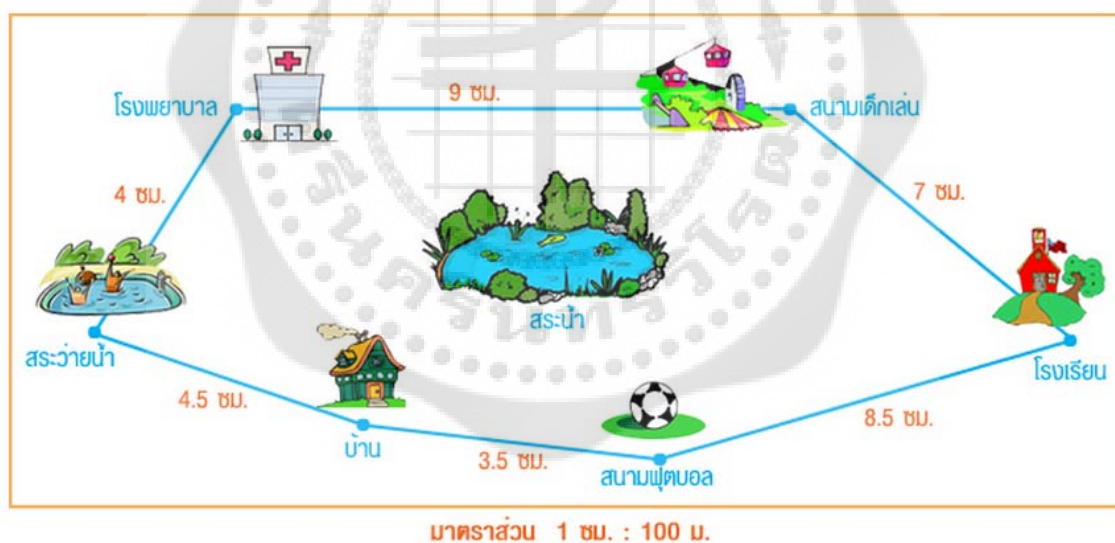 โรงพยาบาล
9 ซม.
สนามเด็กเล่น
4 ซม.
7 ซม.
สระน้ำ
สระว่ายน้ำ
โรงเรียน
4.5 ซม.
8.5 ซม.
บ้าน
3.5 ซม.
สนามฟุตบอล
มาตราส่วน 1 ซม. : 100 ม.